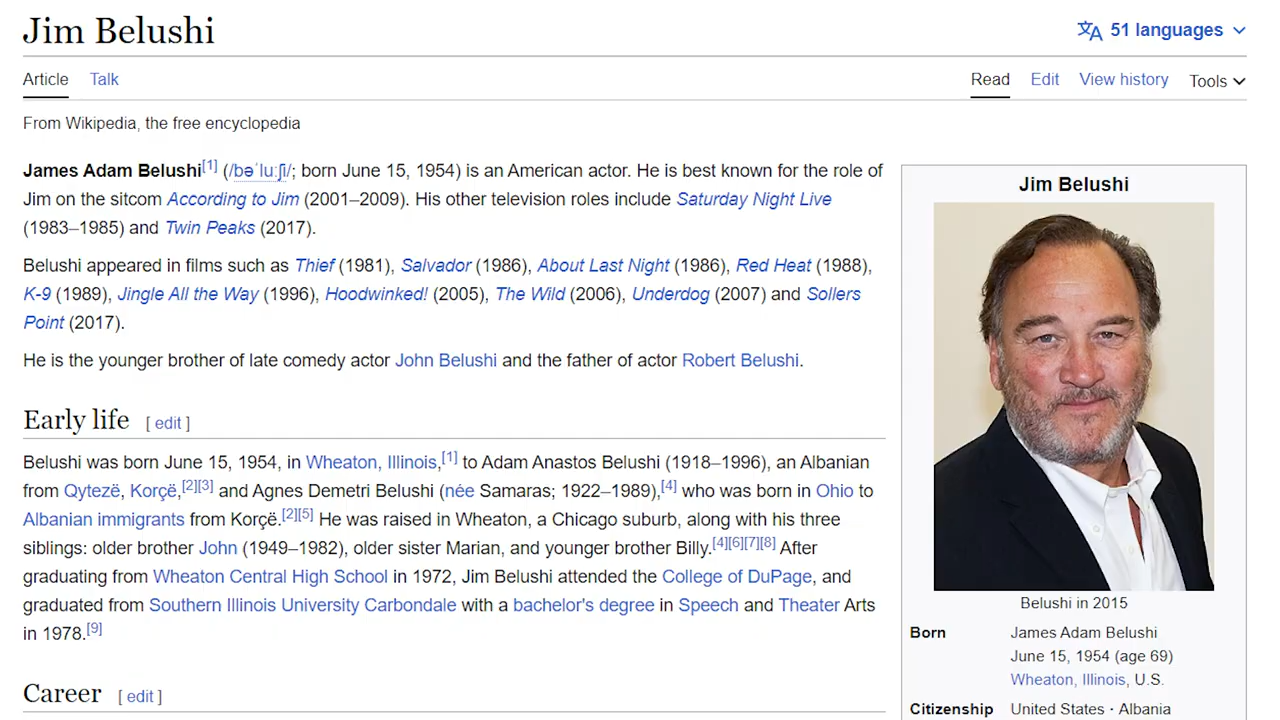 Jim Belushi
51 languages
Article Talk
Read Edit View history Tools
From Wikipedia, the free encyclopedia
James Adam Belushi[1] (/bəˈluːʃi/; born June 15, 1954) is an American actor. He is best known for the role of
Jim on the sitcom According to Jim (2001–2009). His other television roles include Saturday Night Live
(1983–1985) and Twin Peaks (2017).
Belushi appeared in films such as Thief (1981), Salvador (1986), About Last Night (1986), Red Heat (1988),
K-9 (1989), Jingle All the Way (1996), Hoodwinked! (2005), The Wild (2006), Underdog (2007) and Sollers
Point (2017).
He is the younger brother of late comedy actor John Belushi and the father of actor Robert Belushi.
Early life [ edit ]
Belushi was born June 15, 1954, in Wheaton, Illinois,[1] to Adam Anastos Belushi (1918–1996), an Albanian
from Qytezë, Korçë,[2][3] and Agnes Demetri Belushi (née Samaras; 1922–1989),[4] who was born in Ohio to
Albanian immigrants from Korçë.[2][5] He was raised in Wheaton, a Chicago suburb, along with his three
siblings: older brother John (1949–1982), older sister Marian, and younger brother Billy.[4][6][7][8] After
graduating from Wheaton Central High School in 1972, Jim Belushi attended the College of DuPage, and
graduated from Southern Illinois University Carbondale with a bachelor's degree in Speech and Theater Arts
in 1978.[9]
Career [ edit ]
Jim Belushi
Belushi in 2015
Born James Adam Belushi
June 15, 1954 (age 69)
Wheaton, Illinois, U.S.
Citizenship United States · Albania